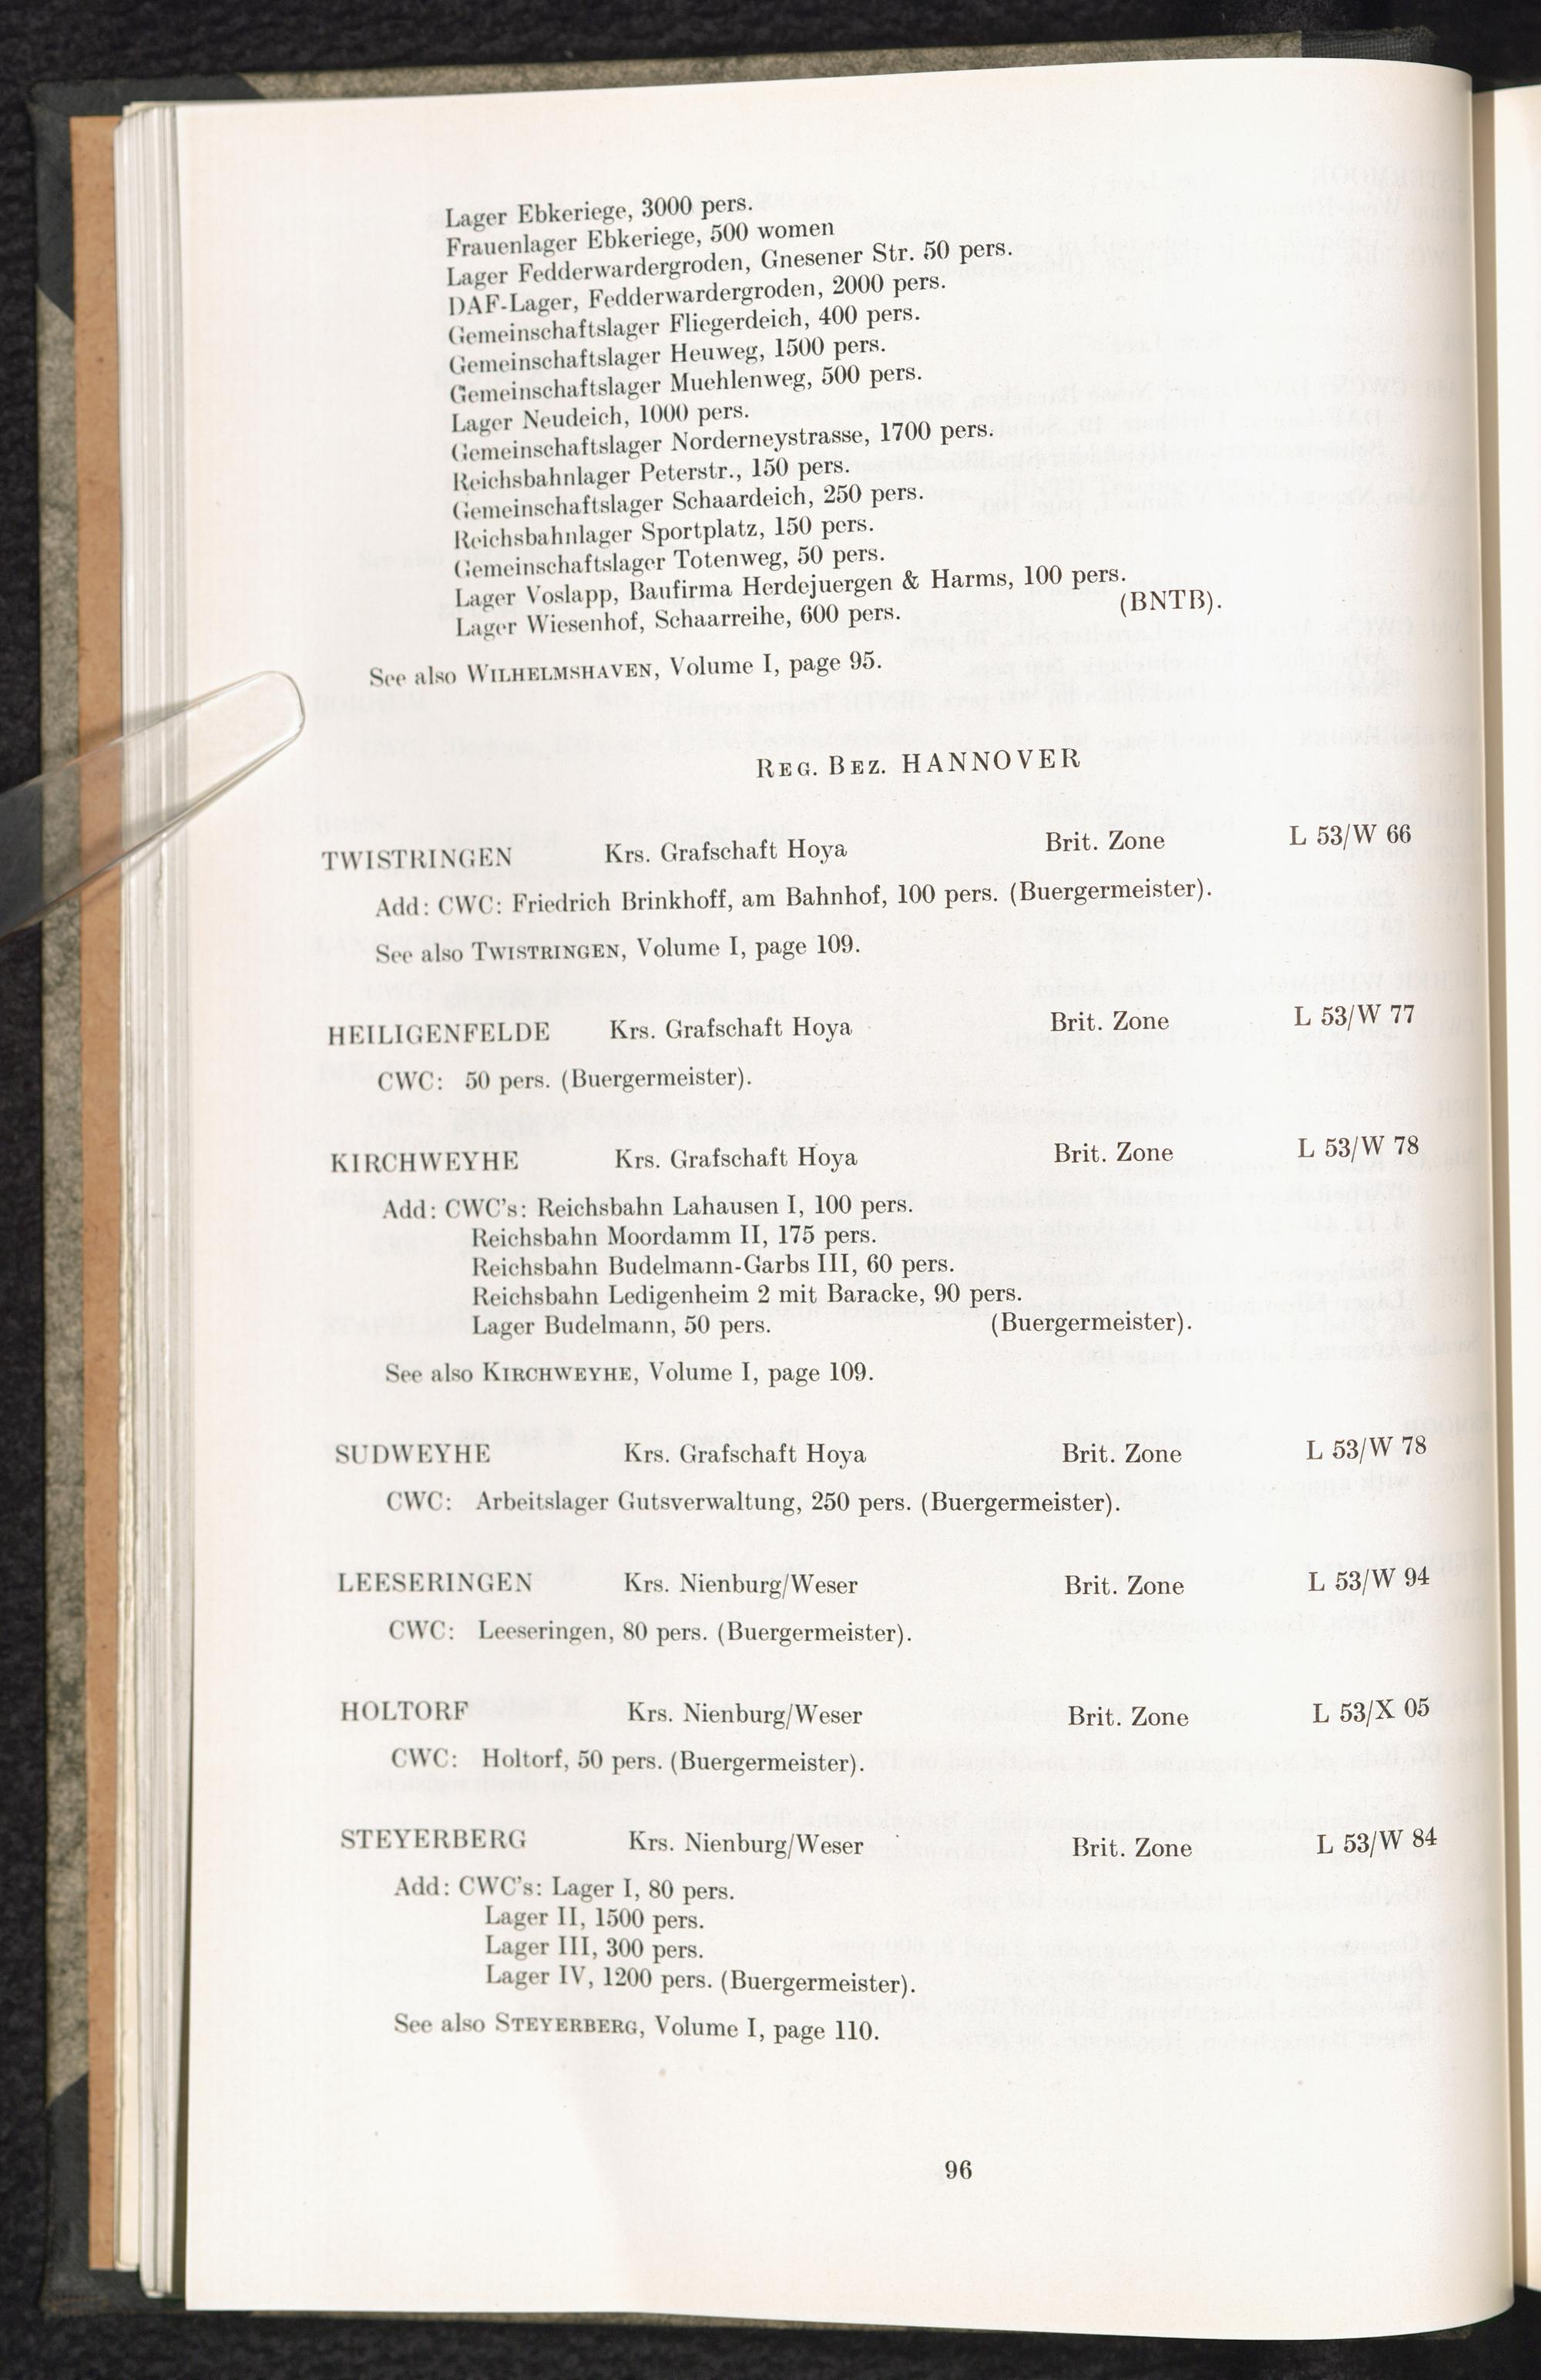 Lager Ebkeriege, 3000 pers.
Frauenlager Ebkeriege, 500 women
Lager Fedderwardergroden, Gnesener Str. 50 pers.
DAF-Lager, Fedderwardergroden, 2000 pers.
Gemeinschaftslager Fliegerdeich, 400 pers.
Gemeinschaftslager Heuweg, 1500 pers.
Gemeinschaftslager Muehlenweg, 500 pers.
Lager Neudeich, 1000 pers.
Gemeinschaftslager Norderneystrasse, 1700 pers.
Reichsbahnlager Peterstr., 150 pers.
Gemeinschaftslager Schaardeich, 250 pers.
Reichsbahnlager Sportplatz, 150 pers.
Gemeinschaftslager Totenweg, 50 pers.
Lager Voslapp, Baufirma Herdejuergen & Harms, 100 pers.
Lager Wiesenhof, Schaarreihe, 600 pers. (BNTB).
See also WILHELMSHAVEN, Volume I, page 95.
REG. BEZ. HANNOVER
TWISTRINGEN Krs. Grafschaft Hoya Brit. Zone L 53/W 66
Add: CWC: Friedrich Brinkhoff, am Bahnhof, 100 pers. (Buergermeister).
See also TWISTRINGEN, Volume I, page 109.
HEILIGENFELDE Krs. Grafschaft Hoya Brit. Zone L 53/W 77
CWC: 50 pers. (Buergermeister).
KIRCHWEYHE Krs. Grafschaft Hoya Brit. Zone L 53/W 78
Add: CWC's: Reichsbahn Lahausen I, 100 pers.
Reichsbahn Moordamm II, 175 pers.
Reichsbahn Budelmann-Garbs III, 60 pers.
Reichsbahn Ledigenheim 2 mit Baracke, 90 pers.
Lager Budelmann, 50 pers. (Buergermeister).
See also KIRCHWEYHE, Volume I, page 109.
SUDWEYHE Krs. Grafschaft Hoya Brit. Zone L 53/W 78
CWC: Arbeitslager Gutsverwaltung, 250 pers. (Buergermeister).
LEESERINGEN Krs. Nienburg/Weser Brit. Zone L 53/W 94
CWC: Leeseringen, 80 pers. (Buergermeister).
HOLTORF Krs. Nienburg/Weser Brit. Zone L 53/X 05
CWC: Holtorf, 50 pers. (Buergermeister).
STEYERBERG Krs. Nienburg/Weser Brit. Zone L 53/W 84
Add: CWC's: Lager I, 80 pers.
Lager II, 1500 pers.
Lager III, 300 pers.
Lager IV, 1200 pers. (Buergermeister).
See also STEYERBERG, Volume I, page 110.
96